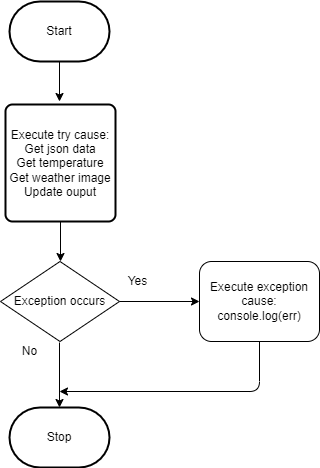 Start
Execute try cause:
Get json data
Get temperature
Get weather image
Update ouput
Exception occurs
Yes
Execute exception
cause:
console.log(err)
No
Stop